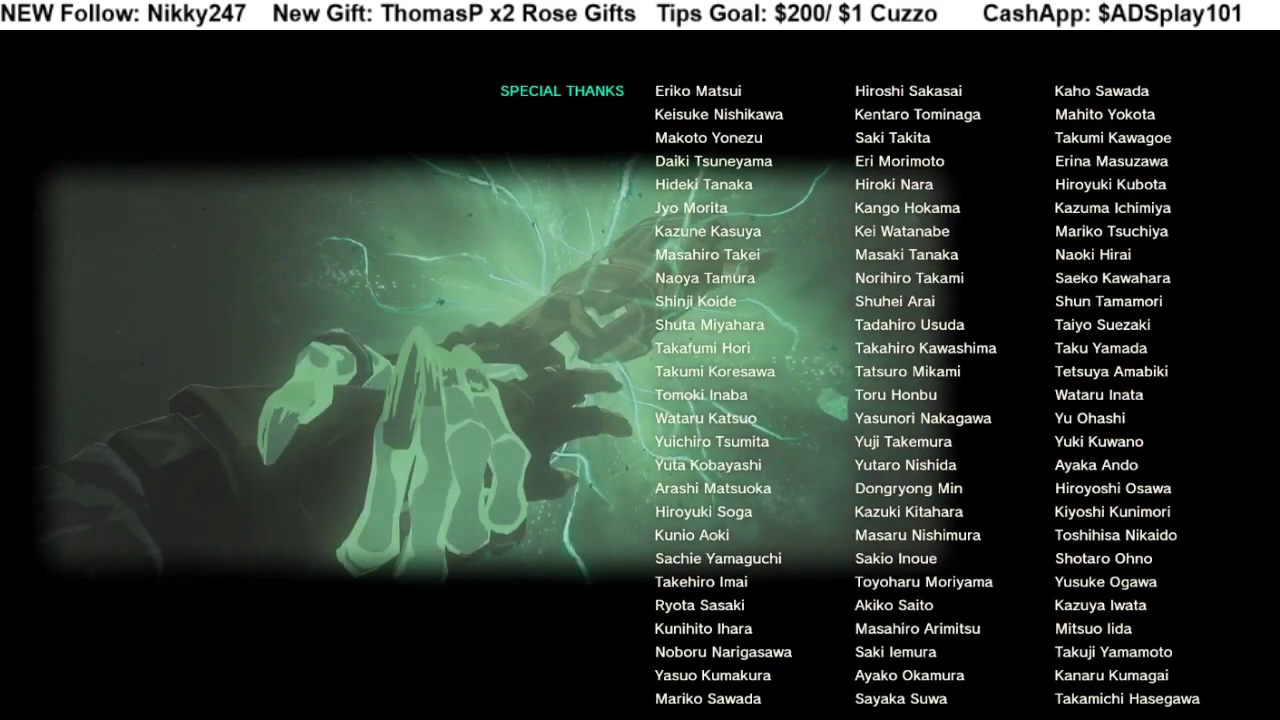 NEW Follow: Nikky247 New Gift: ThomasP x2 Rose Gifts Tips Goal: $200/ $1 Cuzzo CashApp: $ADSplay101
SPECIAL THANKS Eriko Matsui Hiroshi Sakasai Kaho Sawada
Keisuke Nishikawa Kentaro Tominaga Mahito Yokota
Makoto Yonezu Saki Takita Takumi Kawagoe
Daiki Tsuneyama Eri Morimoto Erina Masuzawa
Hideki Tanaka Hiroki Nara Hiroyuki Kubota
Jyo Morita Kango Hokama Kazuma Ichimiya
Kazune Kasuya Kei Watanabe Mariko Tsuchiya
Masahiro Takei Masaki Tanaka Naoki Hirai
Naoya Tamura Norihiro Takami Saeko Kawahara
Shinji Koide Shuhei Arai Shun Tamamori
Shuta Miyahara Tadahiro Usuda Taiyo Suezaki
Takafumi Hori Takahiro Kawashima Taku Yamada
Takumi Koresawa Tatsuro Mikami Tetsuya Amabiki
Tomoki Inaba Toru Honbu Wataru Inata
Wataru Katsuo Yasunori Nakagawa Yu Ohashi
Yuichiro Tsumita Yuji Takemura Yuki Kuwano
Yuta Kobayashi Yutaro Nishida Ayaka Ando
Arashi Matsuoka Dongryong Min Hiroyoshi Osawa
Hiroyuki Soga Kazuki Kitahara Kiyoshi Kunimori
Kunio Aoki Masaru Nishimura Toshihisa Nikaido
Sachie Yamaguchi Sakio Inoue Shotaro Ohno
Takehiro Imai Toyoharu Moriyama Yusuke Ogawa
Ryota Sasaki Akiko Saito Kazuya Iwata
Kunihito Ihara Masahiro Arimitsu Mitsuo Iida
Noboru Narigasawa Saki Iemura Takuji Yamamoto
Yasuo Kumakura Ayako Okamura Kanaru Kumagai
Mariko Sawada Sayaka Suwa Takamichi Hasegawa